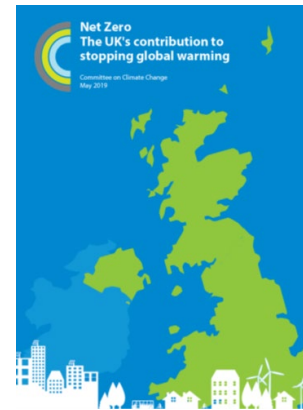 Net Zero
The UK's contribution to
stopping global warming
Committee on Climate Change
May 2019